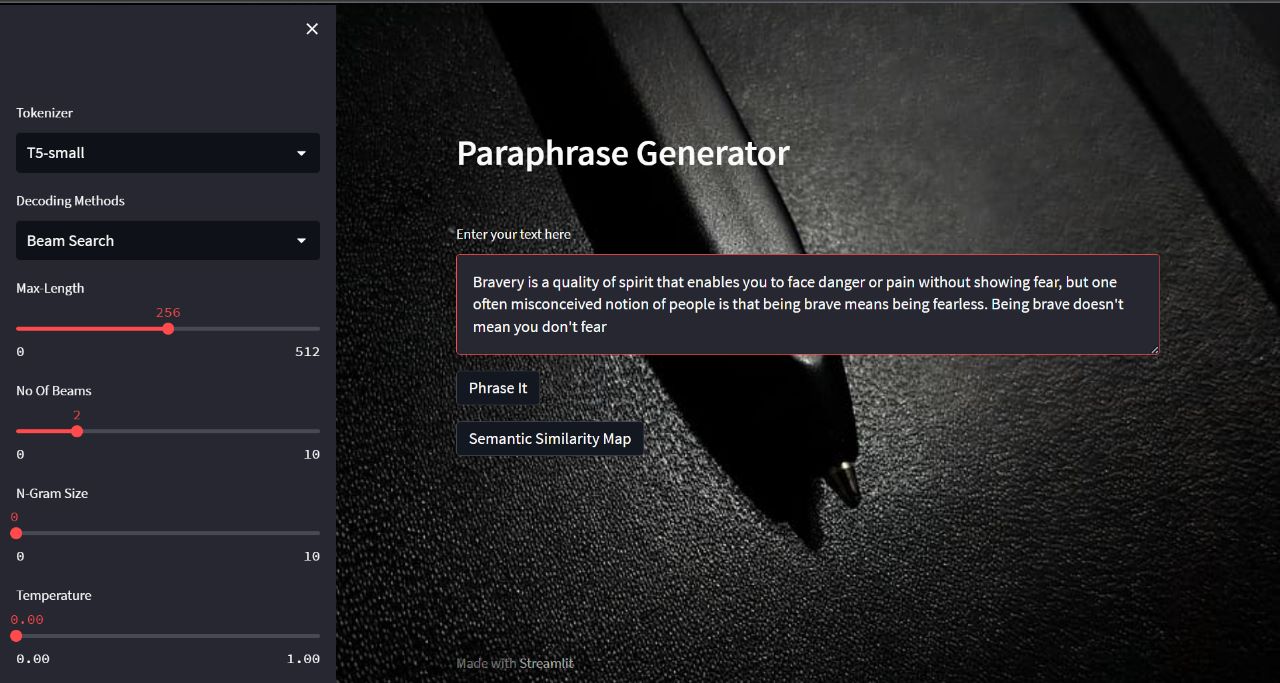 Tokenizer
T5-small
Decoding Methods
Beam Search
Max-Length
256
0 512
No Of Beams
2
0 10
N-Gram Size
0
0 10
Temperature
0.00
0.00 1.00
Paraphrase Generator
Enter your text here
Bravery is a quality of spirit that enables you to face danger or pain without showing fear, but one
often misconceived notion of people is that being brave means being fearless. Being brave doesn't
mean you don't fear
Phrase It
Semantic Similarity Map
Made with Streamlit